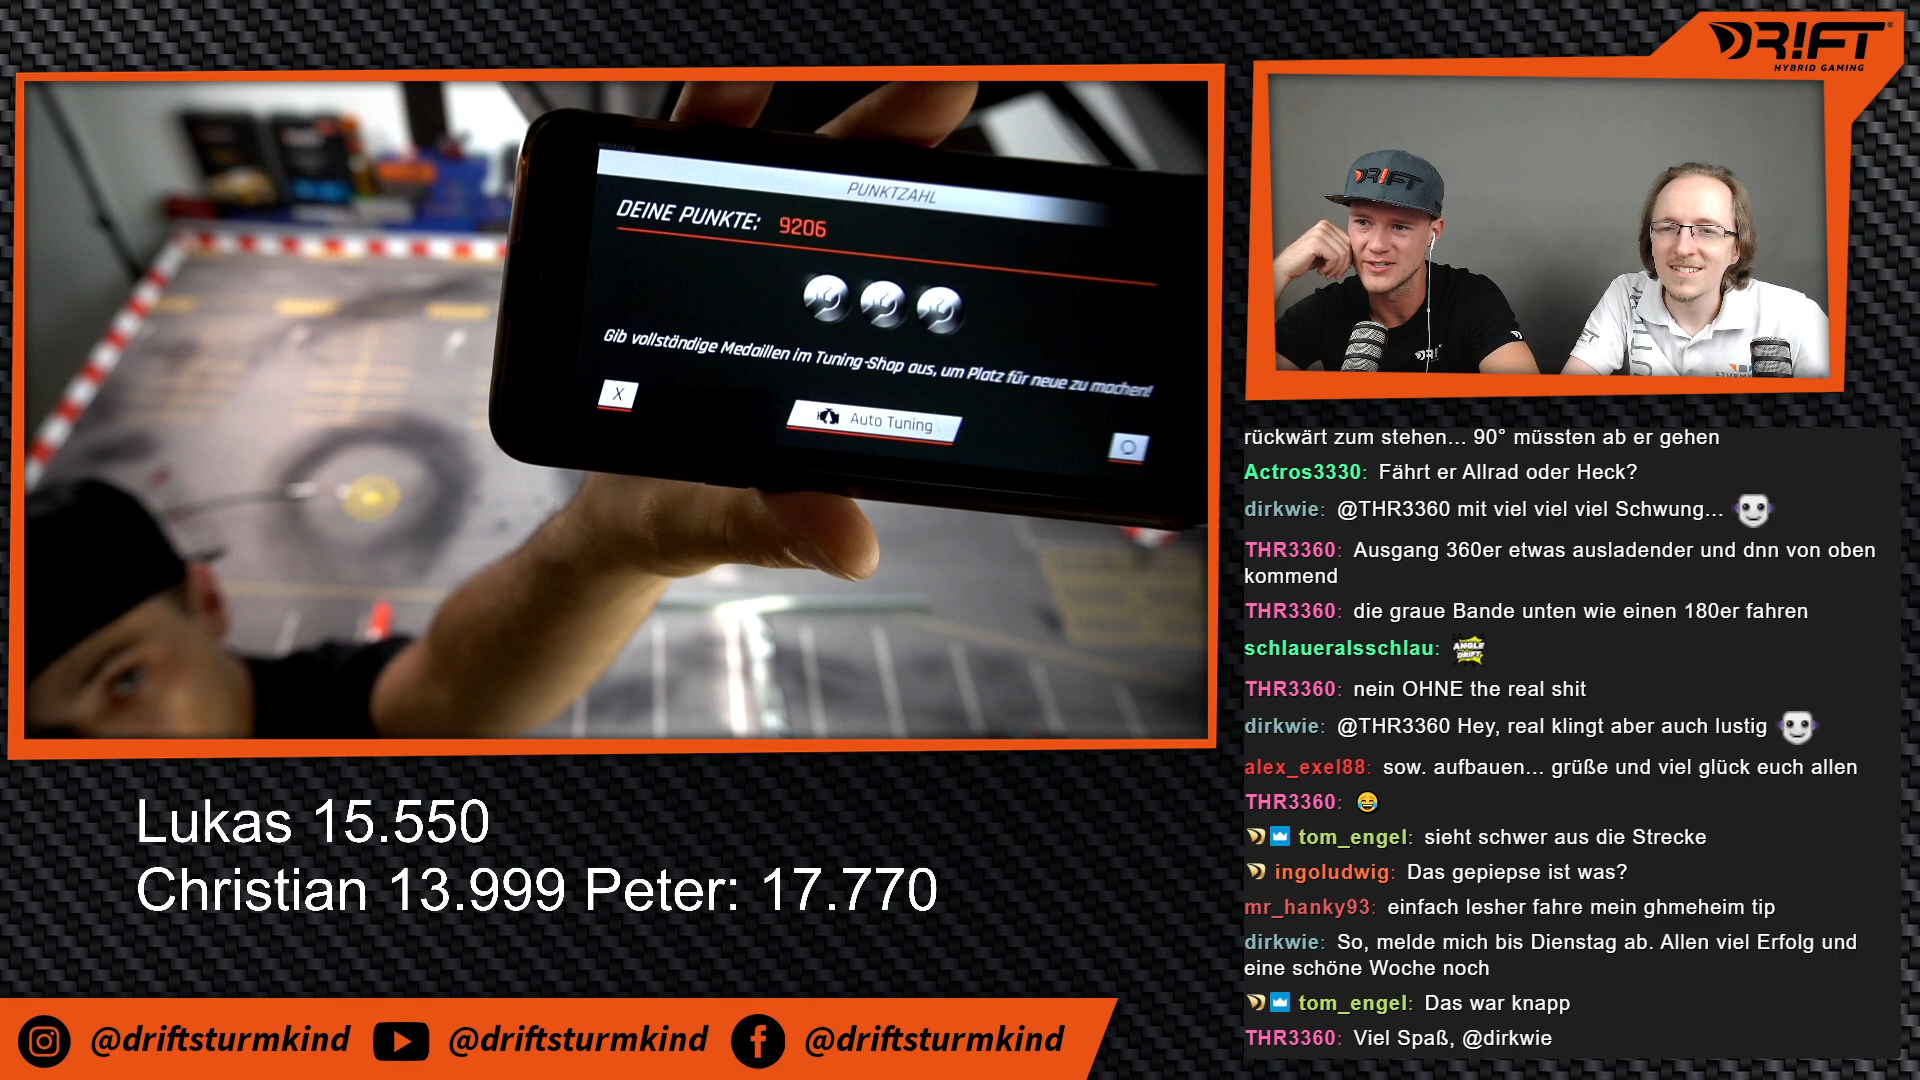 DR!FT
HYBRID GAMING
PUNKTZAHL
DEINE PUNKTE: 9206
Gib vollständige Medaillen im Tuning-Shop aus, um Platz für neue zu machen!
X
Auto Tuning
DR!FT
rückwärt zum stehen... 90° müssten ab er gehen
Actros3330: Fährt er Allrad oder Heck?
dirkwie: @THR3360 mit viel viel viel Schwung...
THR3360: Ausgang 360er etwas ausladender und dnn von oben
kommend
THR3360: die graue Bande unten wie einen 180er fahren
schlaueralsschlau: ANGLE DRIFT
THR3360: nein OHNE the real shit
dirkwie: @THR3360 Hey, real klingt aber auch lustig
alex_exel88: sow. aufbauen... grüße und viel glück euch allen
THR3360: 😂
tom_engel: sieht schwer aus die Strecke
ingoludwig: Das gepiepse ist was?
mr_hanky93: einfach lesher fahre mein ghmeheim tip
dirkwie: So, melde mich bis Dienstag ab. Allen viel Erfolg und
eine schöne Woche noch
tom_engel: Das war knapp
THR3360: Viel Spaß, @dirkwie
Lukas 15.550
Christian 13.999 Peter: 17.770
@driftsturmkind @driftsturmkind @driftsturmkind